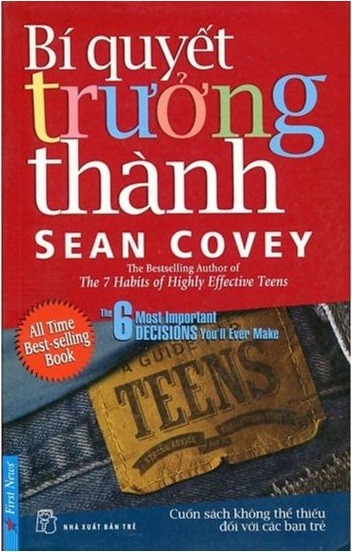 Bí quyết
trưởng
thành
SEAN COVEY
The Bestselling Author of
The 7 Habits of Highly Effective Teens
The 6 Most Important
DECISIONS You'll Ever Make
All Time
Best-selling
Book
A GUIDE
TEENS
STRONG ADVICE
First News
NHÀ XUẤT BẢN TRẺ
Cuốn sách không thể thiếu
đối với các bạn trẻ